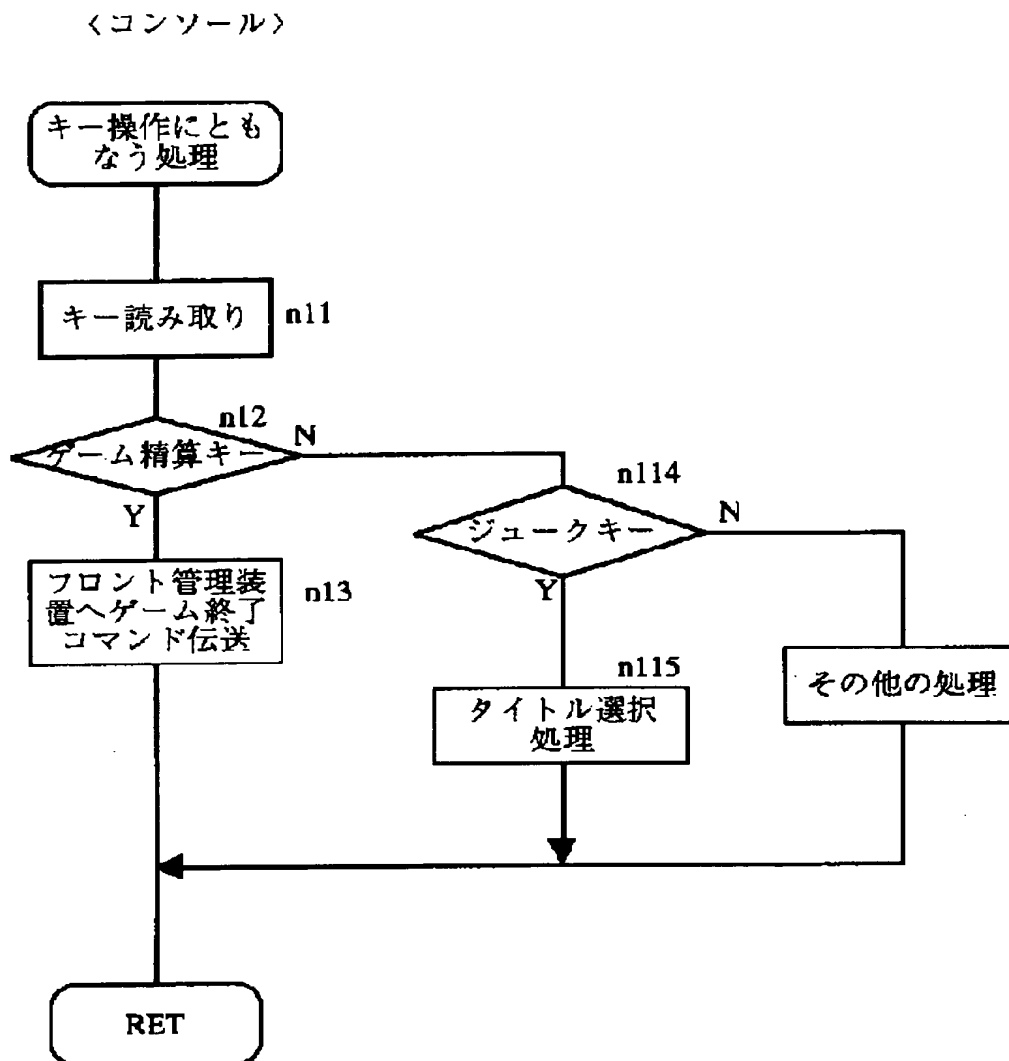 〈コンソール〉
キー操作にとも
なう処理
キー読み取り
n11
n12
ゲーム精算キー
N
Y
フロント管理装
置へゲーム終了
コマンド伝送
n13
n114
ジュークキー
N
Y
n115
タイトル選択
処理
その他の処理
RET